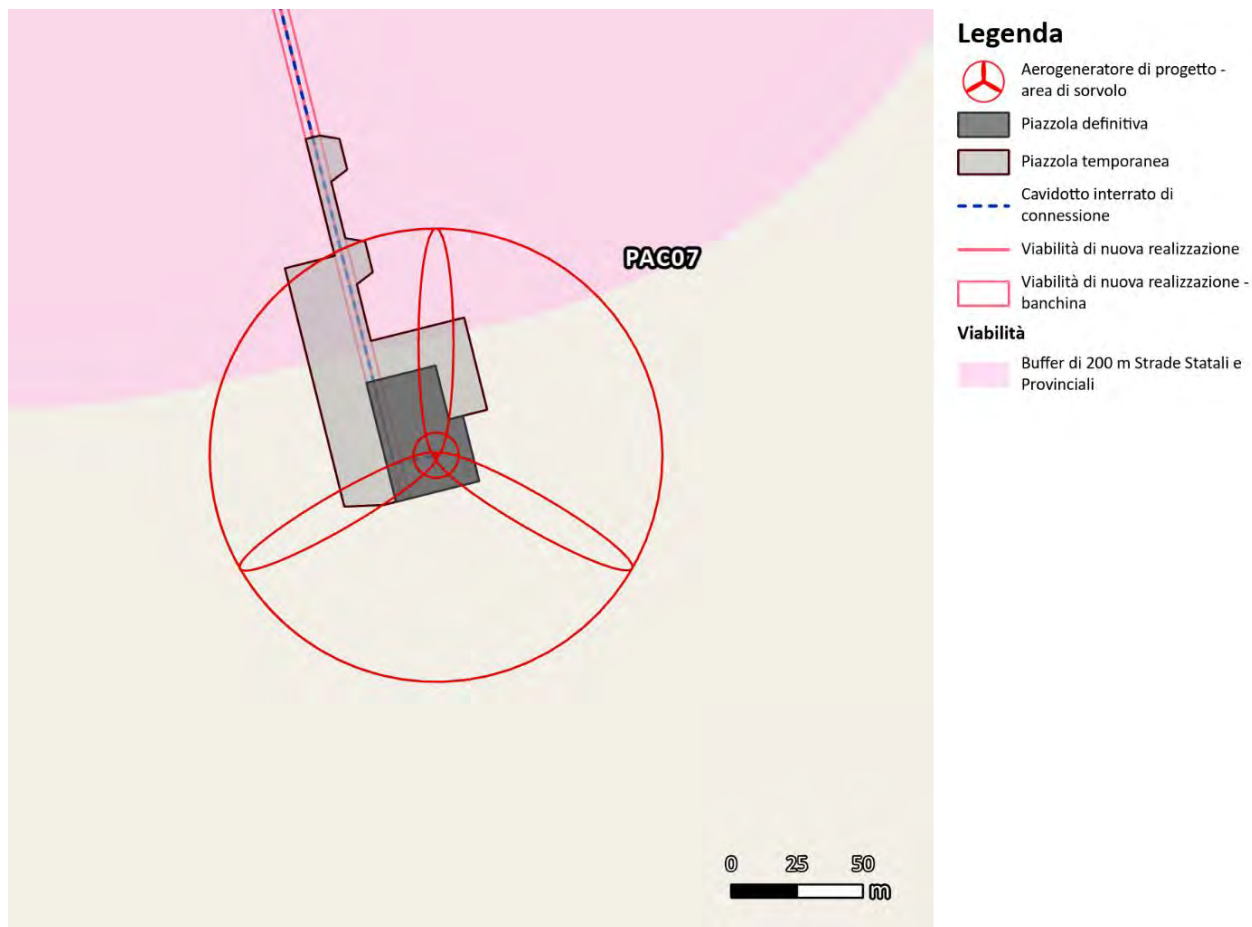 PAC07
0 25 50
m
Legenda
Aerogeneratore di progetto -
area di sorvolo
Piazzola definitiva
Piazzola temporanea
Cavidotto interrato di
connessione
Viabilità di nuova realizzazione
Viabilità di nuova realizzazione -
banchina
Viabilità
Buffer di 200 m Strade Statali e
Provinciali